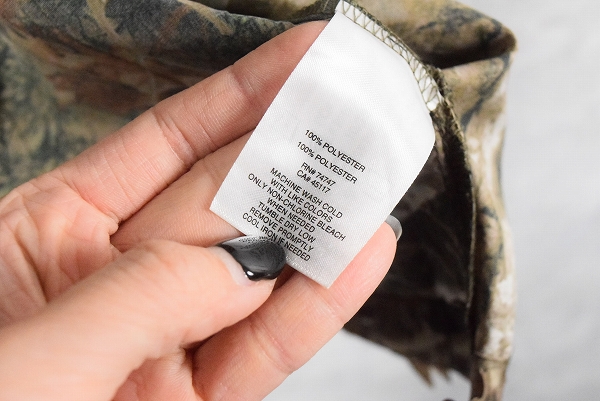 100% POLYESTER
100% POLYESTER
RN# 74747
CA# 45117
MACHINE WASH COLD
WITH LIKE COLORS
ONLY NON-CHLORINE BLEACH
WHEN NEEDED
TUMBLE DRY LOW
REMOVE PROMPTLY
COOL IRON IF NEEDED